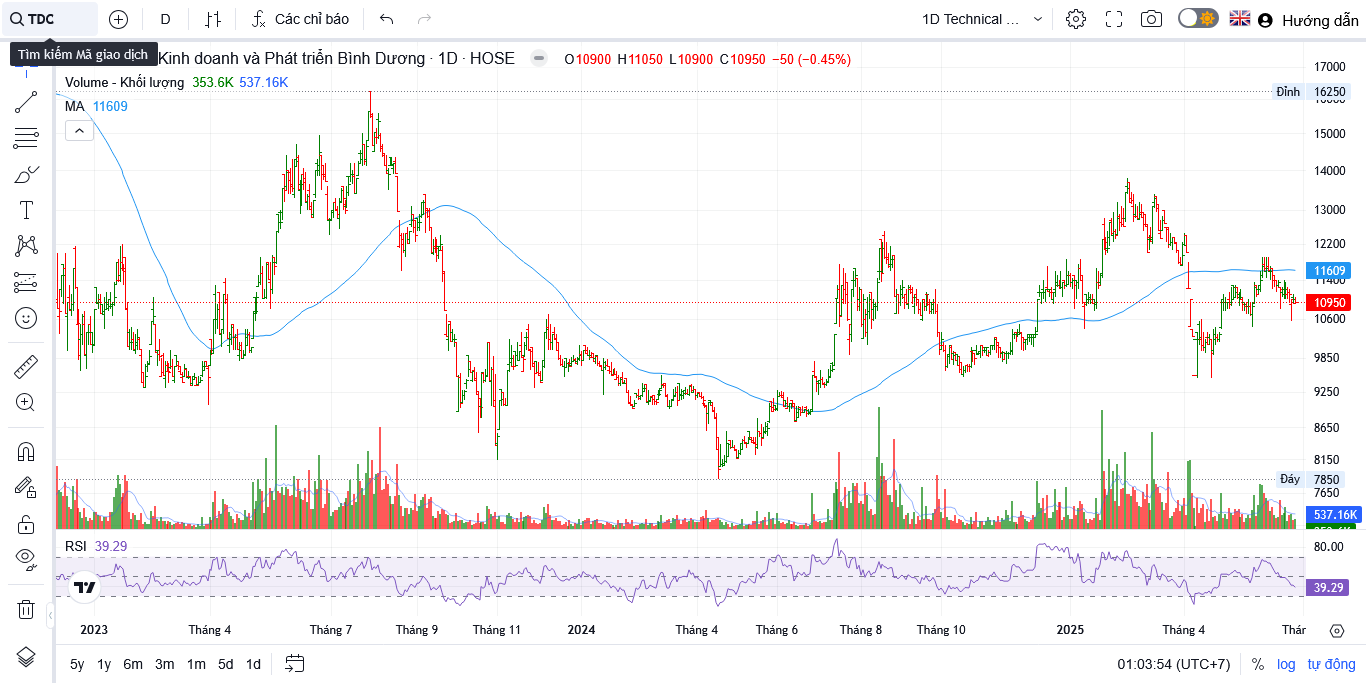 TDC
D
Các chỉ báo
1D Technical ...
Hướng dẫn
Tìm kiếm Mã giao dịch
Kinh doanh và Phát triển Bình Dương · 1D · HOSE
O10900 H11050 L10900 C10950 −50 (−0.45%)
Volume - Khối lượng 353.6K 537.16K
MA 11609
17000
Đỉnh 16250
15000
14000
13000
12200
11609
11400
10950
10600
9850
9250
8650
8150
Đáy 7850
7650
537.16K
RSI 39.29
80.00
39.29
2023
Tháng 4
Tháng 7
Tháng 9
Tháng 11
2024
Tháng 4
Tháng 6
Tháng 8
Tháng 10
2025
Tháng 4
Thár
5y 1y 6m 3m 1m 5d 1d
01:03:54 (UTC+7)
% log tự động